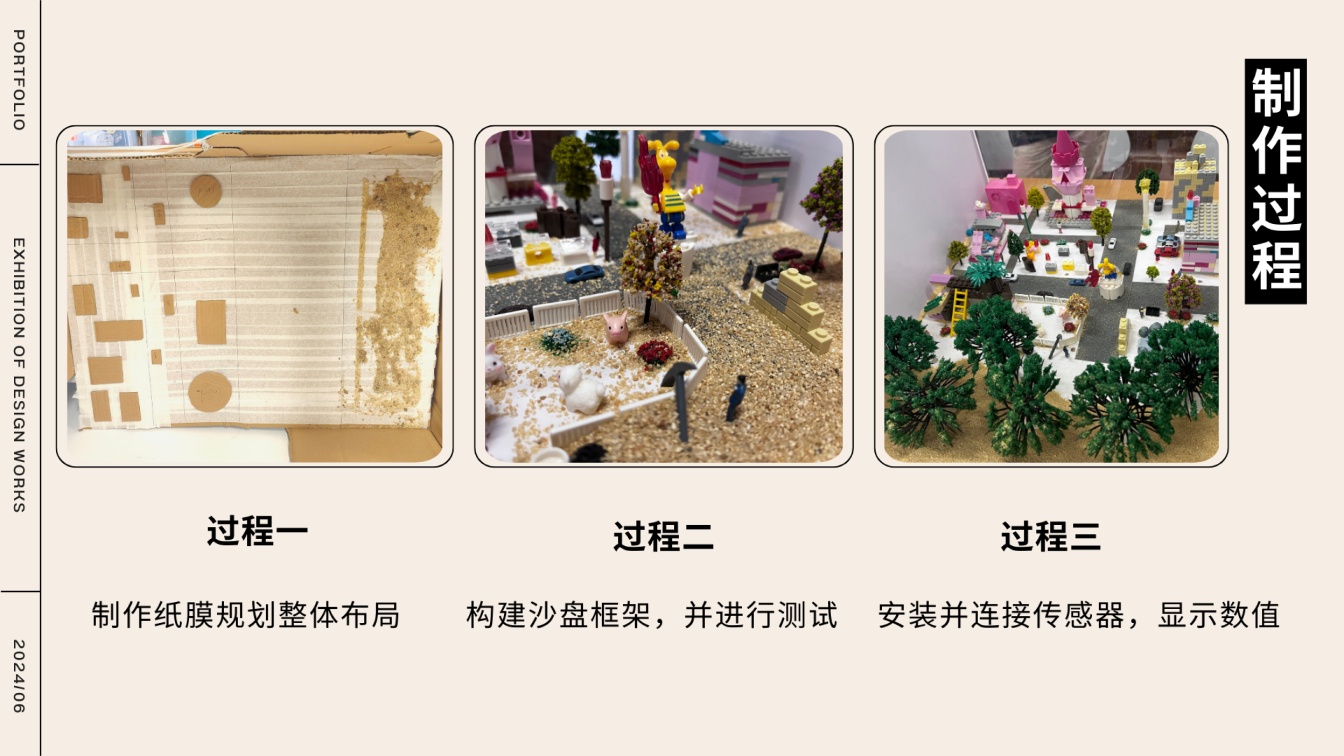 PORTFOLIO
EXHIBITION OF DESIGN WORKS
2024/06
制作过程
过程一
制作纸膜规划整体布局
过程二
构建沙盘框架，并进行测试
过程三
安装并连接传感器，显示数值